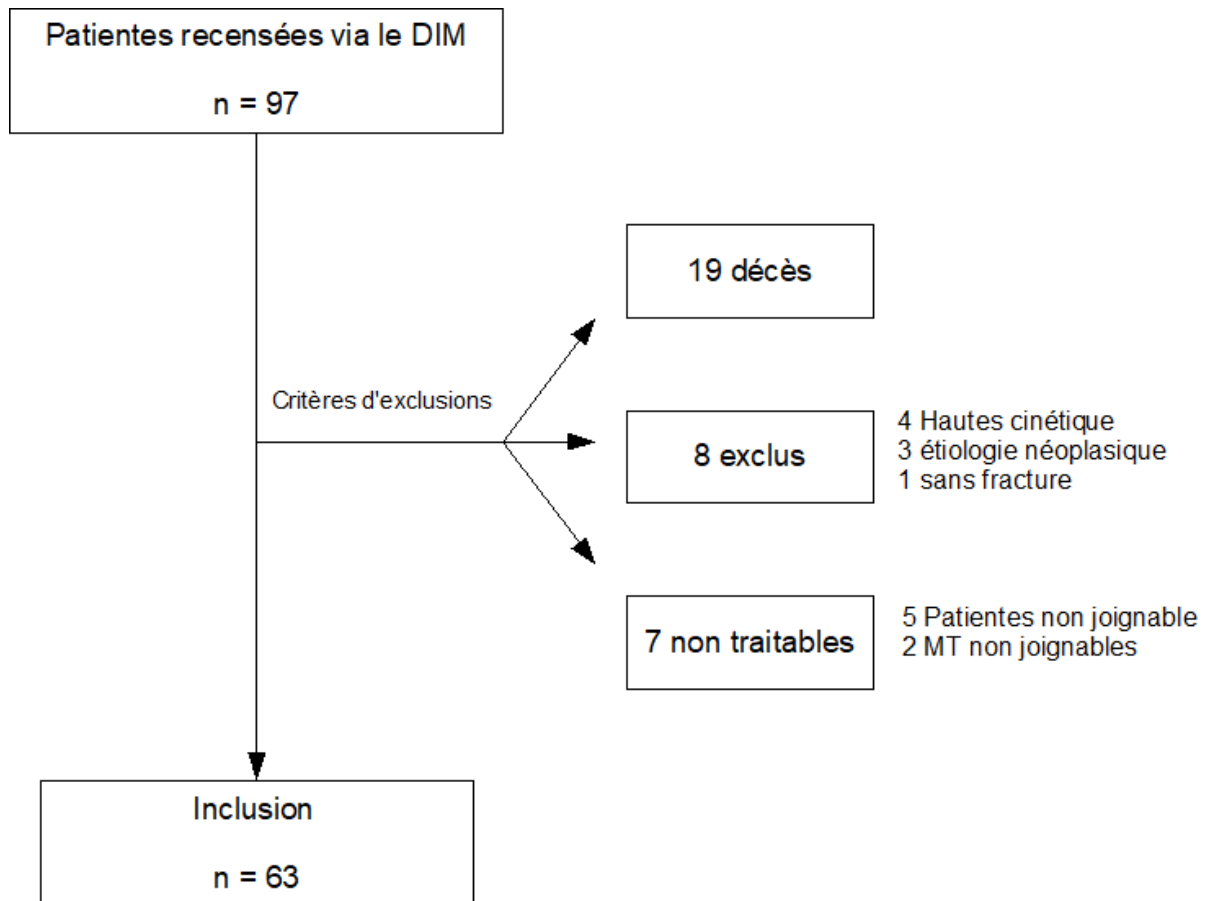 Patientes recensées via le DIM
n = 97
19 décès
Critères d'exclusions
8 exclus
4 Hautes cinétique
3 étiologie néoplasique
1 sans fracture
7 non traitables
5 Patientes non joignable
2 MT non joignables
Inclusion
n = 63